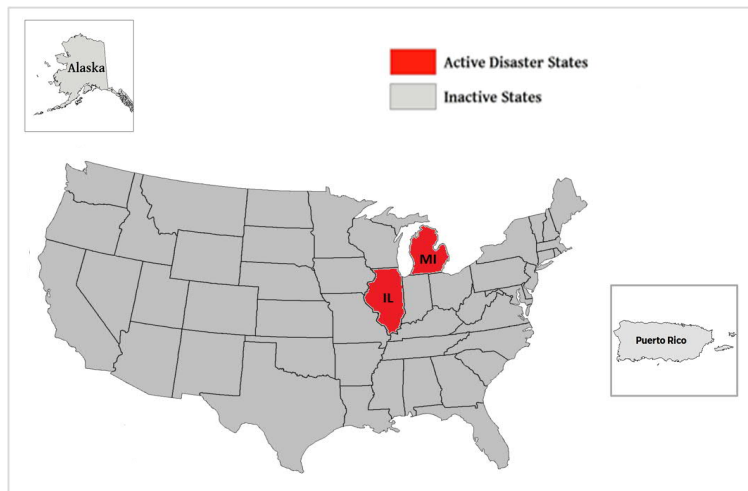 Alaska
Active Disaster States
Inactive States
MI
IL
Puerto Rico